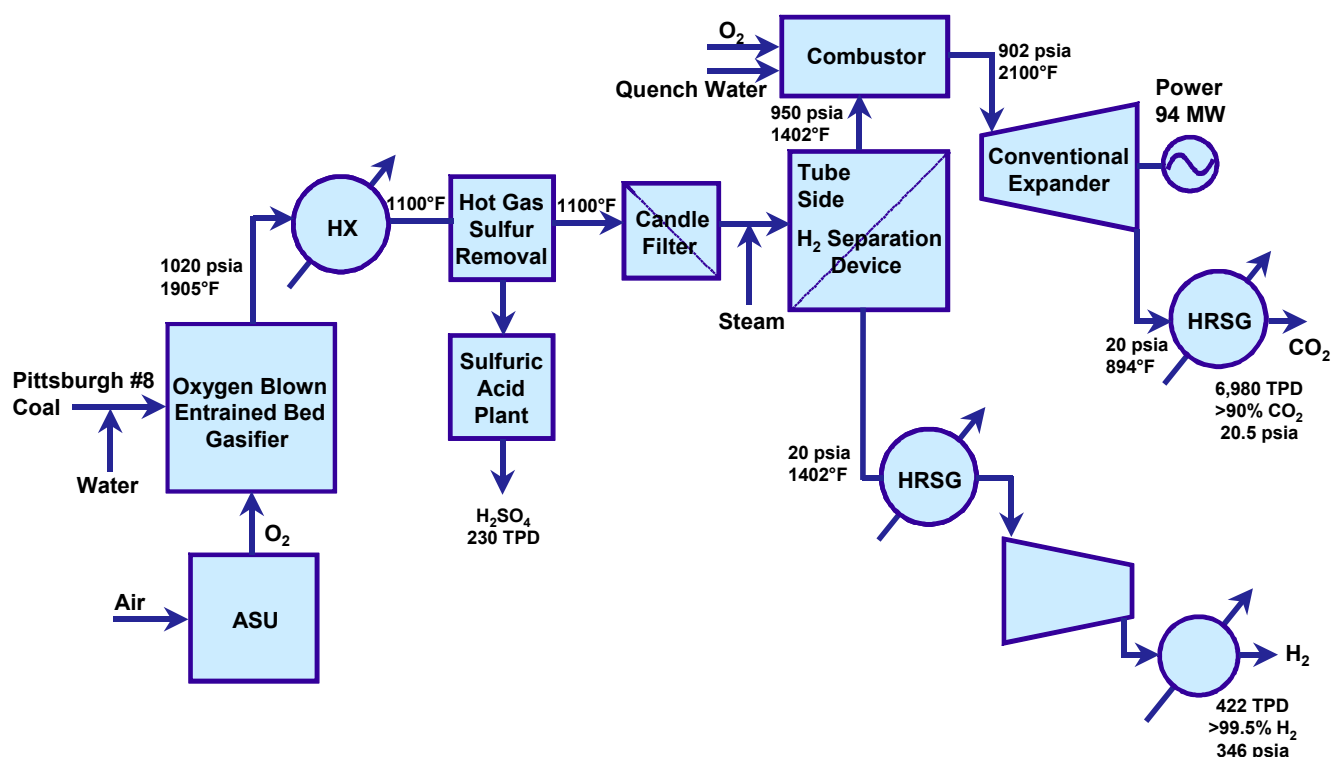 O₂
Quench Water
Combustor
902 psia
2100°F
Power
94 MW
950 psia
1402°F
Conventional
Expander
HX
1100°F
Hot Gas
Sulfur
Removal
1100°F
Candle
Filter
Tube
Side
H₂ Separation
Device
Steam
1020 psia
1905°F
Pittsburgh #8
Coal
Water
Oxygen Blown
Entrained Bed
Gasifier
Sulfuric
Acid
Plant
H₂SO₄
230 TPD
20 psia
894°F
HRSG
CO₂
6,980 TPD
>90% CO₂
20.5 psia
20 psia
1402°F
HRSG
O₂
Air
ASU
H₂
422 TPD
>99.5% H₂
346 psia